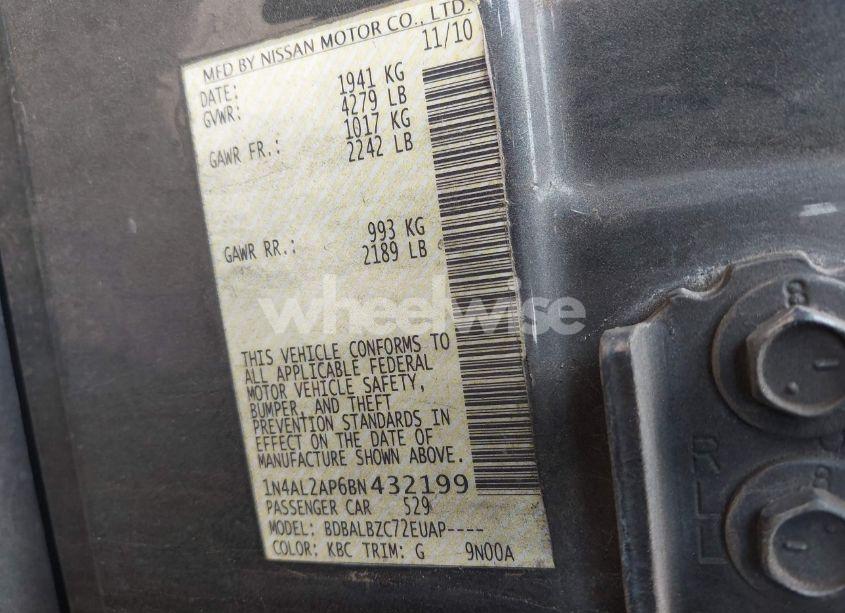 MFD BY NISSAN MOTOR CO., LTD.
DATE: 11/10
GVWR: 1941 KG
4279 LB
GAWR FR.: 1017 KG
2242 LB
GAWR RR.: 993 KG
2189 LB
wheelwise
THIS VEHICLE CONFORMS TO
ALL APPLICABLE FEDERAL
MOTOR VEHICLE SAFETY,
BUMPER, AND THEFT
PREVENTION STANDARDS IN
EFFECT ON THE DATE OF
MANUFACTURE SHOWN ABOVE.
1N4AL2AP6BN432199
PASSENGER CAR 529
MODEL: BDBALBZC72EUAP----
COLOR: KBC TRIM: G 9N00A
8
8